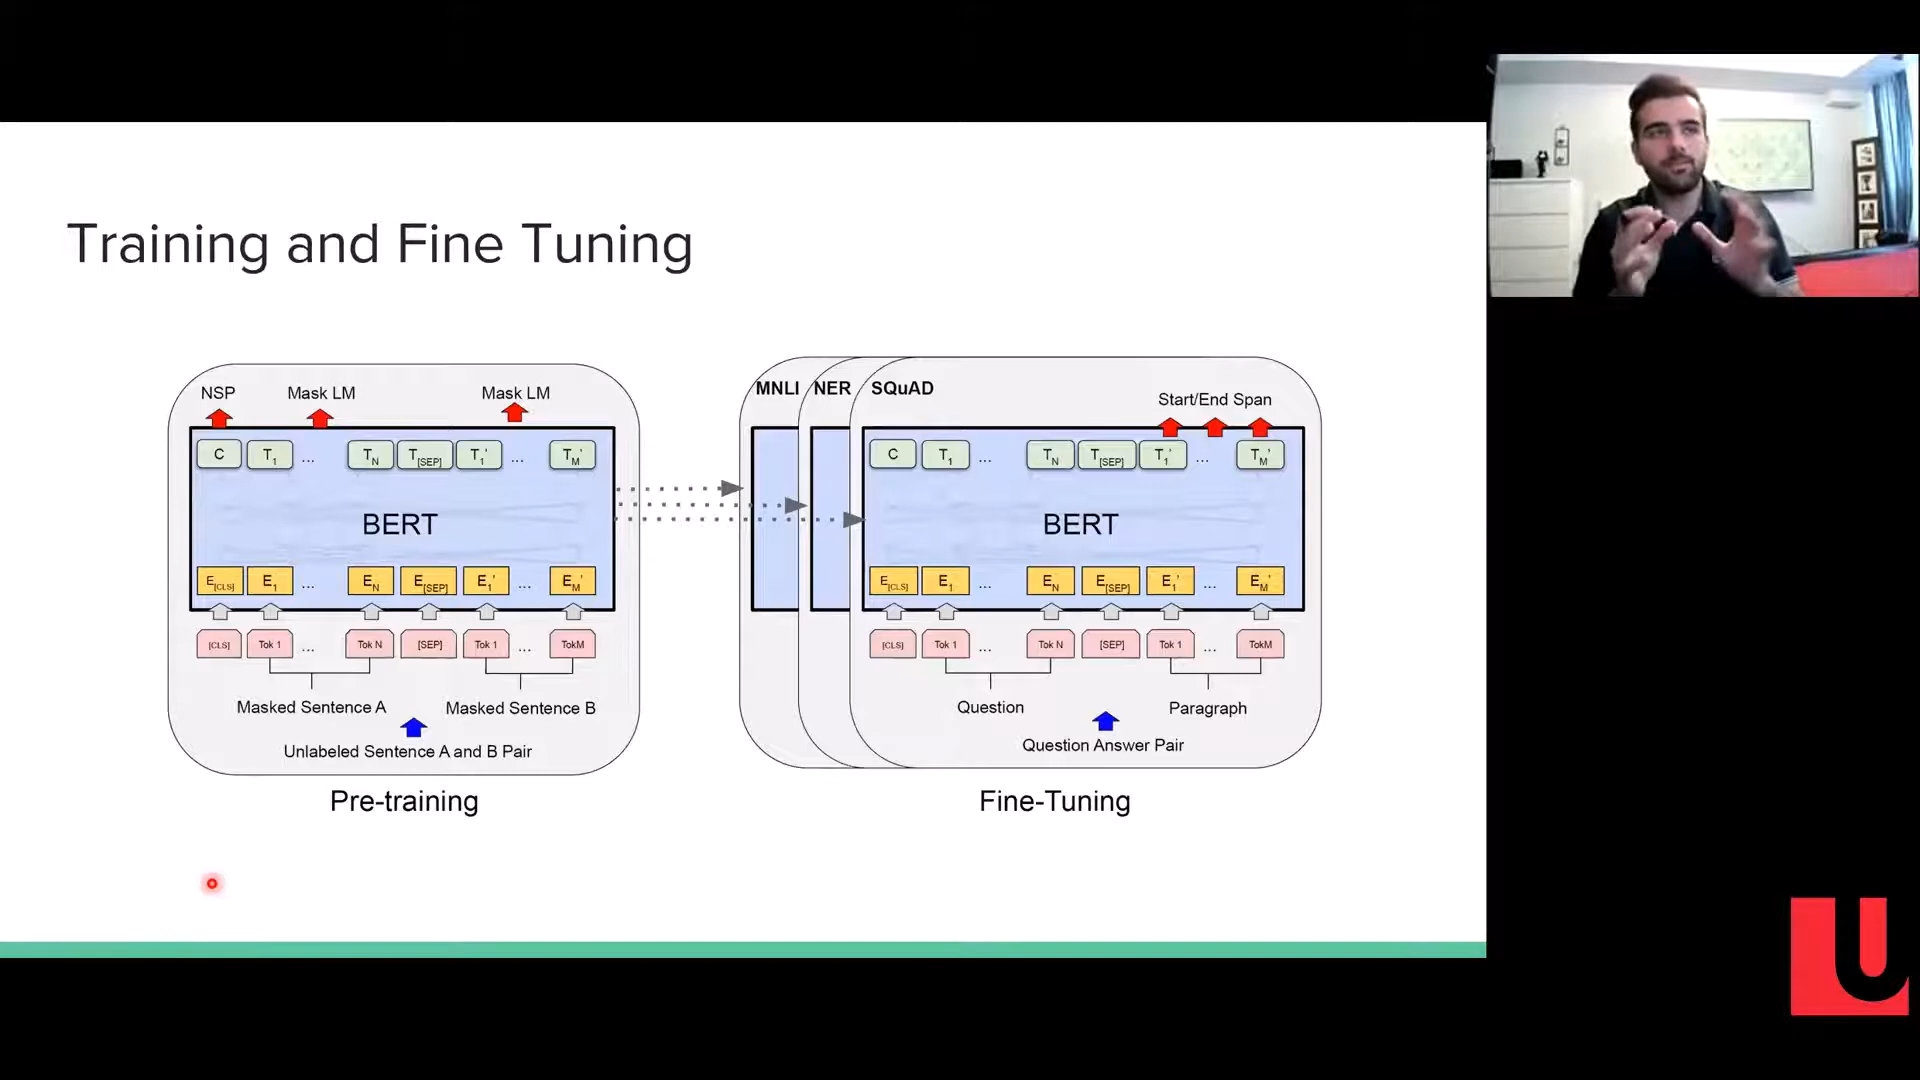 Training and Fine Tuning
NSP Mask LM Mask LM
C T1 ... TN T[SEP] T1' ... TM'
BERT
E[CLS] E1 ... EN E[SEP] E1' ... EM'
[CLS] Tok 1 ... Tok N [SEP] Tok 1 ... TokM
Masked Sentence A Masked Sentence B
Unlabeled Sentence A and B Pair
Pre-training
MNLI NER SQuAD
Start/End Span
C T1 ... TN T[SEP] T1' ... TM'
BERT
E[CLS] E1 ... EN E[SEP] E1' ... EM'
[CLS] Tok 1 ... Tok N [SEP] Tok 1 ... TokM
Question Paragraph
Question Answer Pair
Fine-Tuning
U